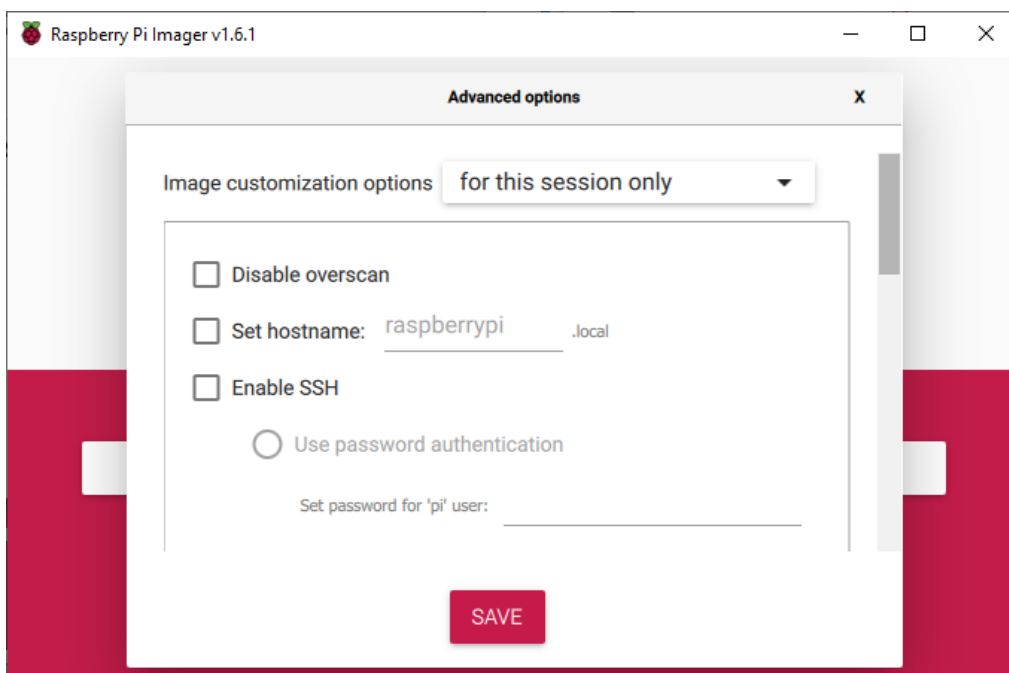 Raspberry Pi Imager v1.6.1
Advanced options X
Image customization options for this session only
Disable overscan
Set hostname: raspberrypi .local
Enable SSH
Use password authentication
Set password for 'pi' user:
SAVE